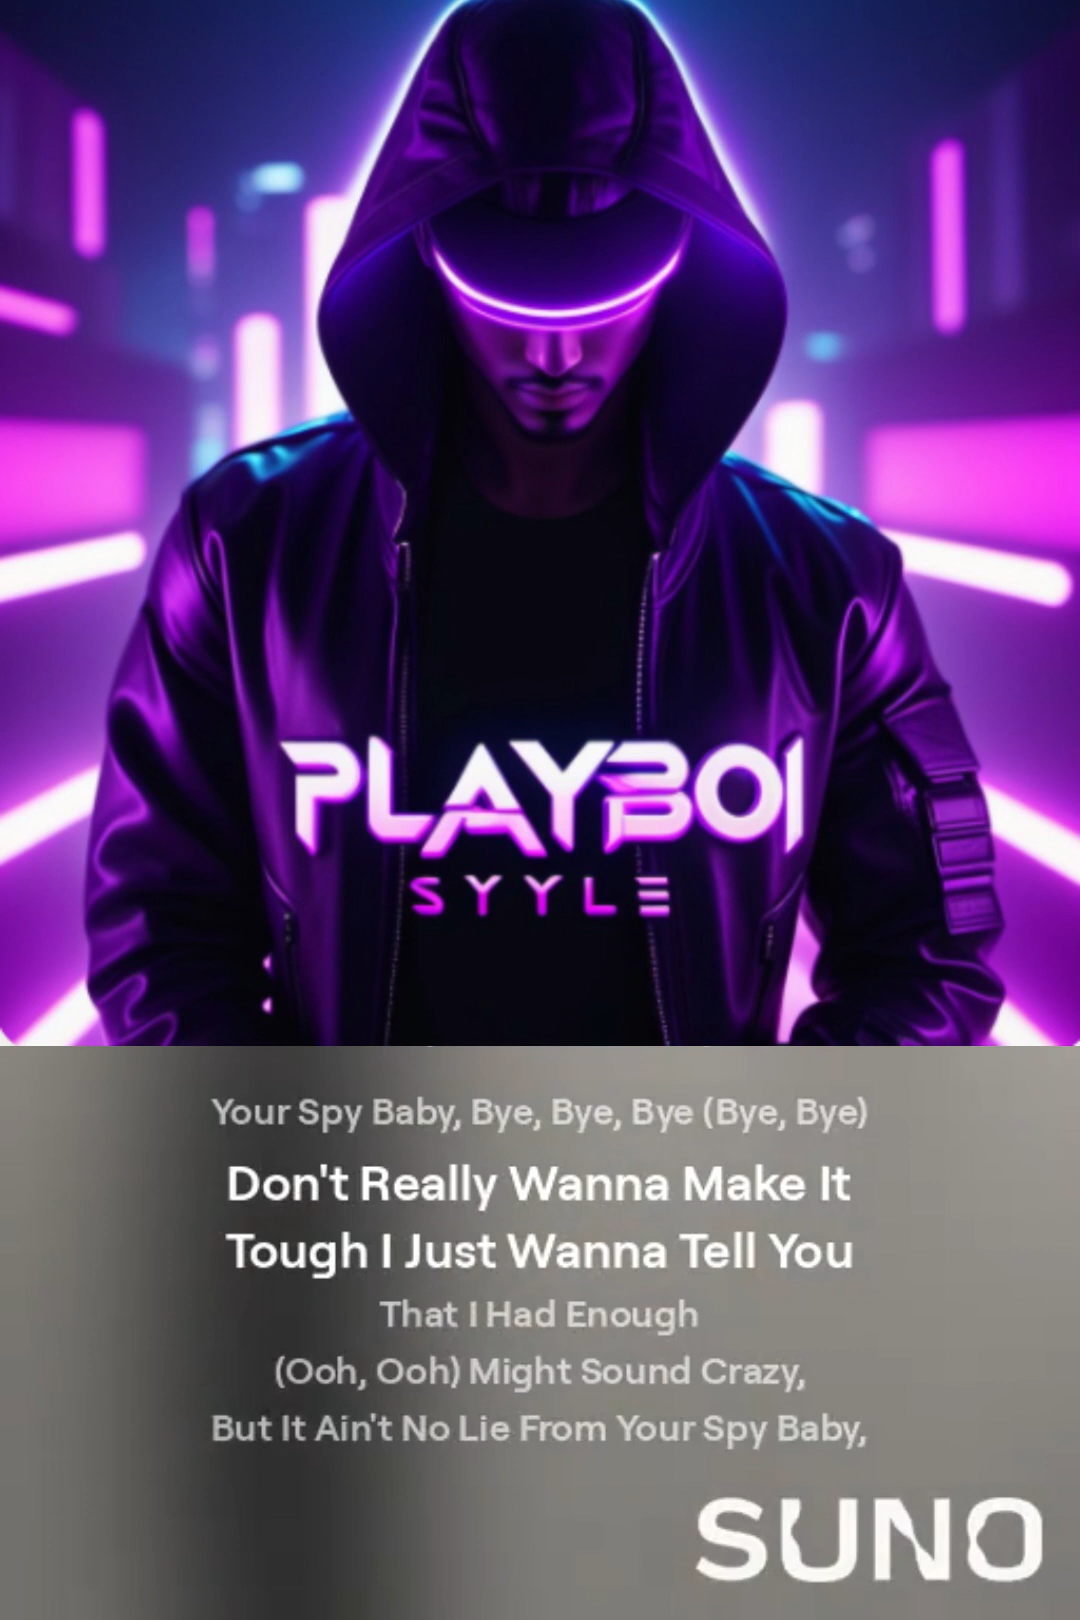 PLAYBOI
SYYLE
Your Spy Baby, Bye, Bye, Bye (Bye, Bye)
Don't Really Wanna Make It
Tough I Just Wanna Tell You
That I Had Enough
(Ooh, Ooh) Might Sound Crazy,
But It Ain't No Lie From Your Spy Baby,
SUNO